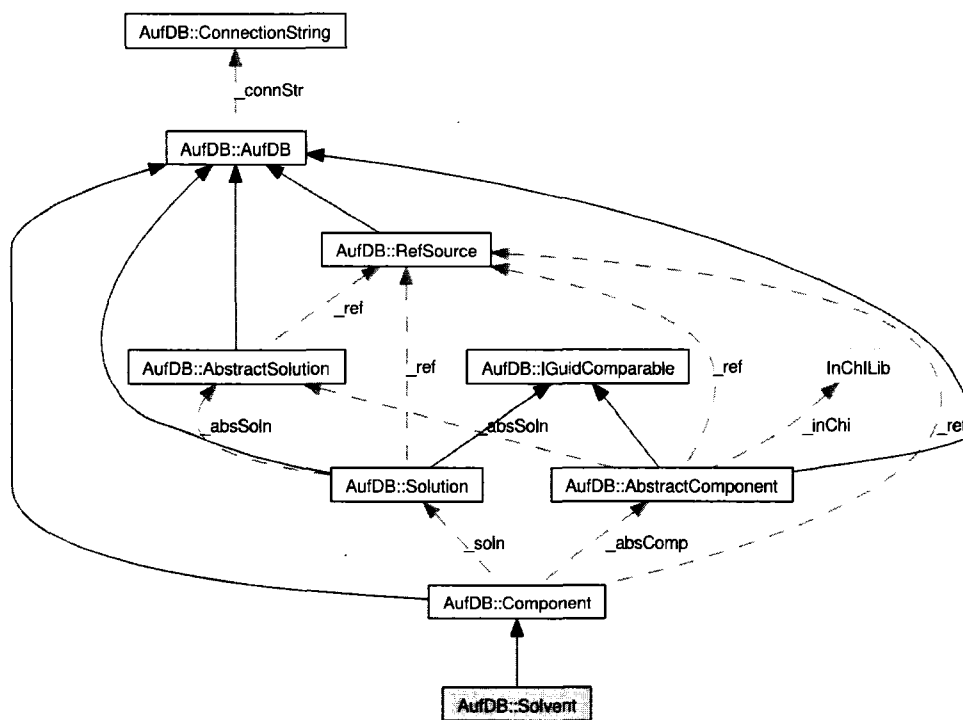 AufDB::ConnectionString
_connStr
AufDB::AufDB
AufDB::RefSource
_ref
AufDB::AbstractSolution
_ref
AufDB::IGuidComparable
_ref
InChILib
_absSoln
_absSoln
_inChi
_ref
AufDB::Solution
AufDB::AbstractComponent
_soln
_absComp
AufDB::Component
AufDB::Solvent